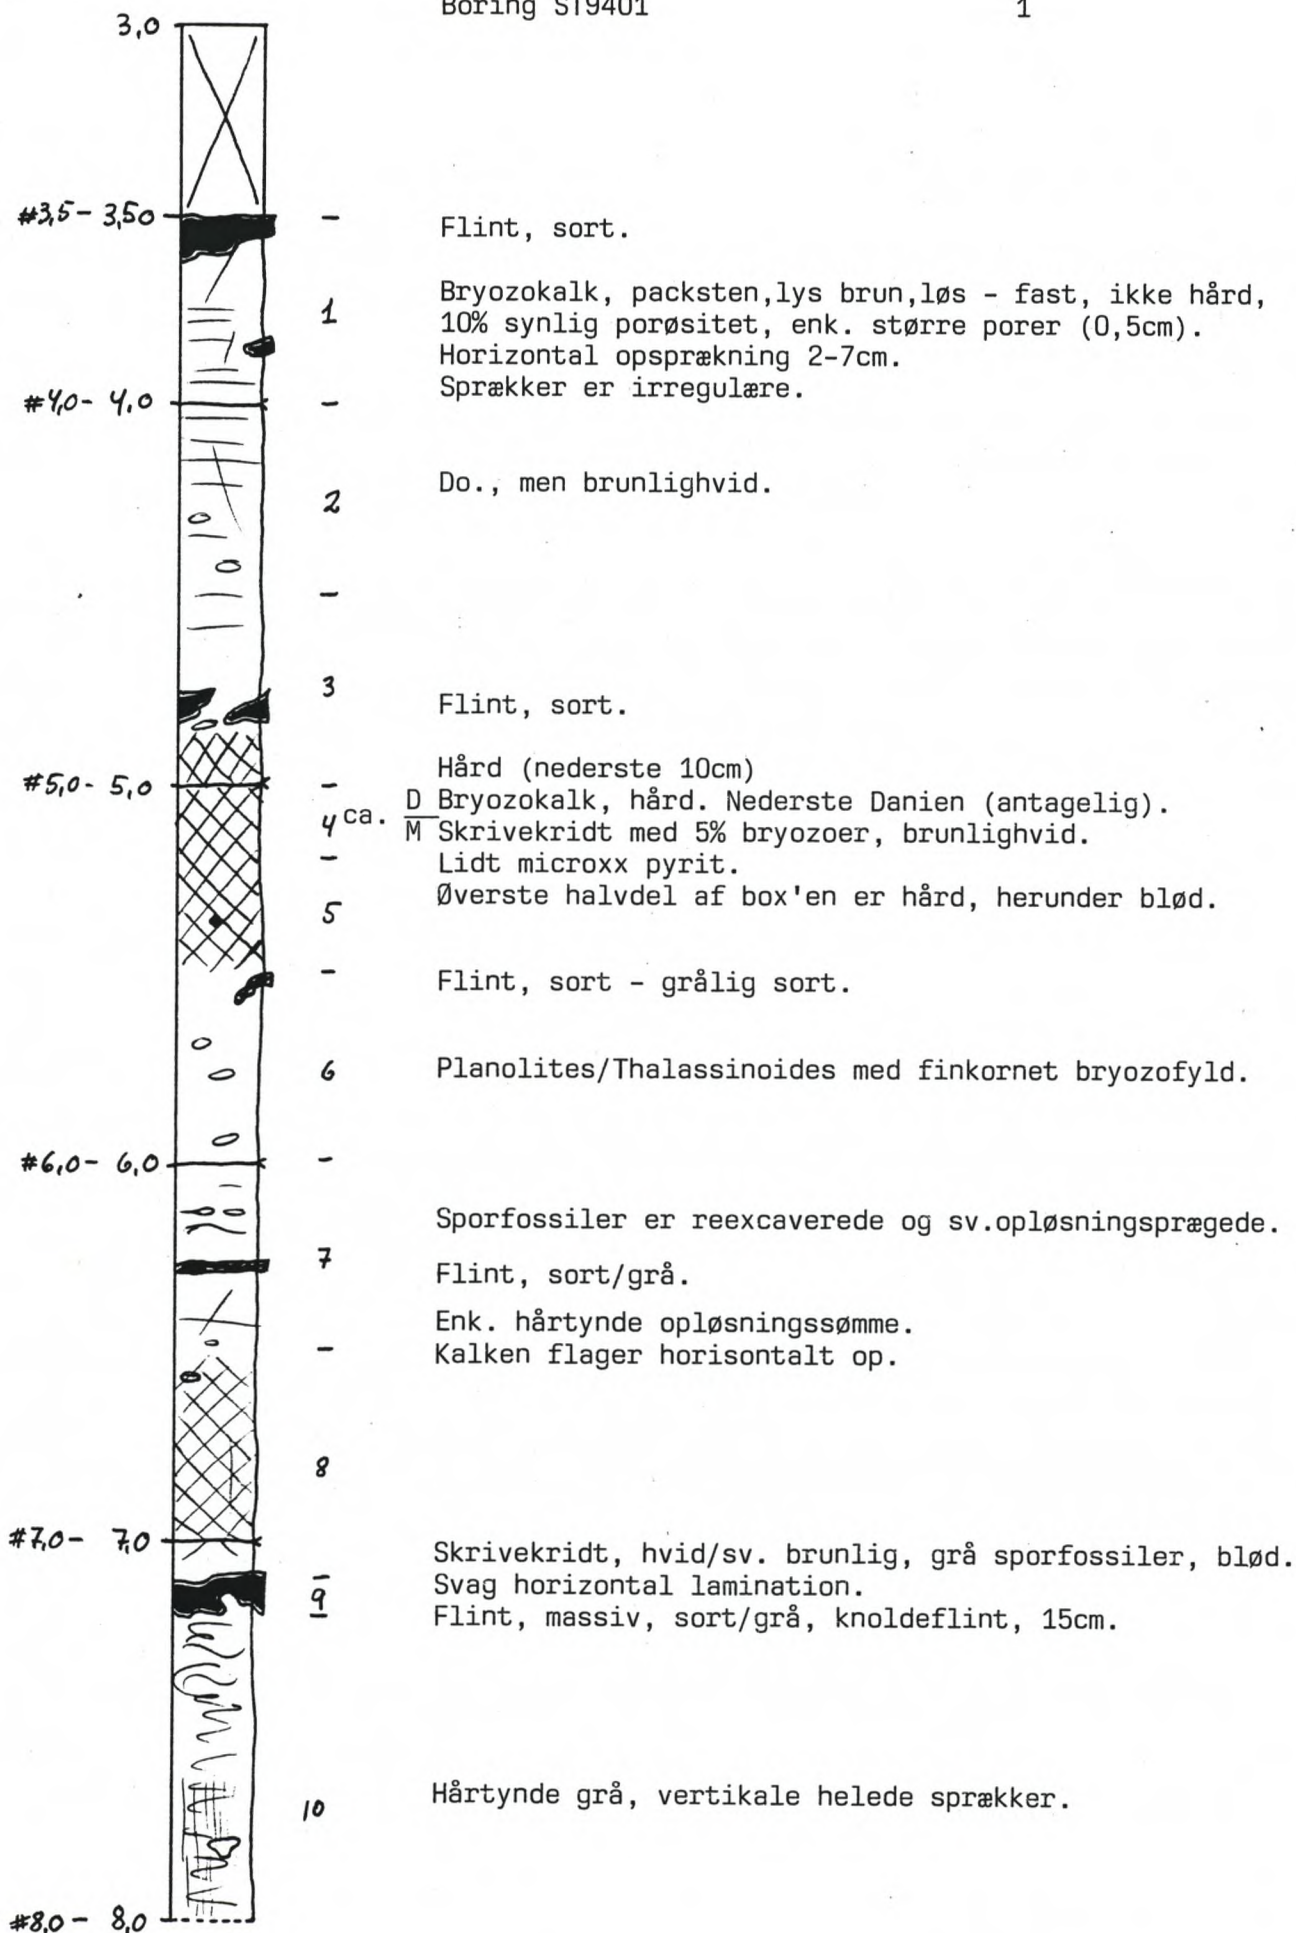 Boring ST9401 1
3,0
#3,5- 3,50 - Flint, sort.
Bryozokalk, packsten,lys brun,løs - fast, ikke hård,
1
10% synlig porøsitet, enk. større porer (0,5cm).
Horizontal opsprækning 2-7cm.
Sprækker er irregulære.
#4,0- 4,0 -
Do., men brunlighvid.
2
-
3
Flint, sort.
Hård (nederste 10cm)
#5,0- 5,0 -
D Bryozokalk, hård. Nederste Danien (antagelig).
4 ca.
M Skrivekridt med 5% bryozoer, brunlighvid.
- Lidt microxx pyrit.
Øverste halvdel af box'en er hård, herunder blød.
5
- Flint, sort - grålig sort.
6 Planolites/Thalassinoides med finkornet bryozofyld.
#6,0- 6,0 -
Sporfossiler er reexcaverede og sv.opløsningsprægede.
7
Flint, sort/grå.
Enk. hårtynde opløsningssømme.
- Kalken flager horisontalt op.
8
#7,0- 7,0
Skrivekridt, hvid/sv. brunlig, grå sporfossiler, blød.
- Svag horizontal lamination.
9
- Flint, massiv, sort/grå, knoldeflint, 15cm.
10 Hårtynde grå, vertikale helede sprækker.
#8,0- 8,0